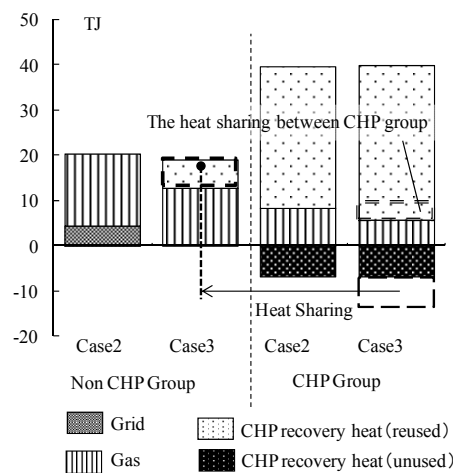 TJ
50
40
30
20
10
0
-10
-20
The heat sharing between CHP group
Heat Sharing
Case2 Case3 Case2 Case3
Non CHP Group CHP Group
Grid CHP recovery heat(reused)
Gas CHP recovery heat(unused)